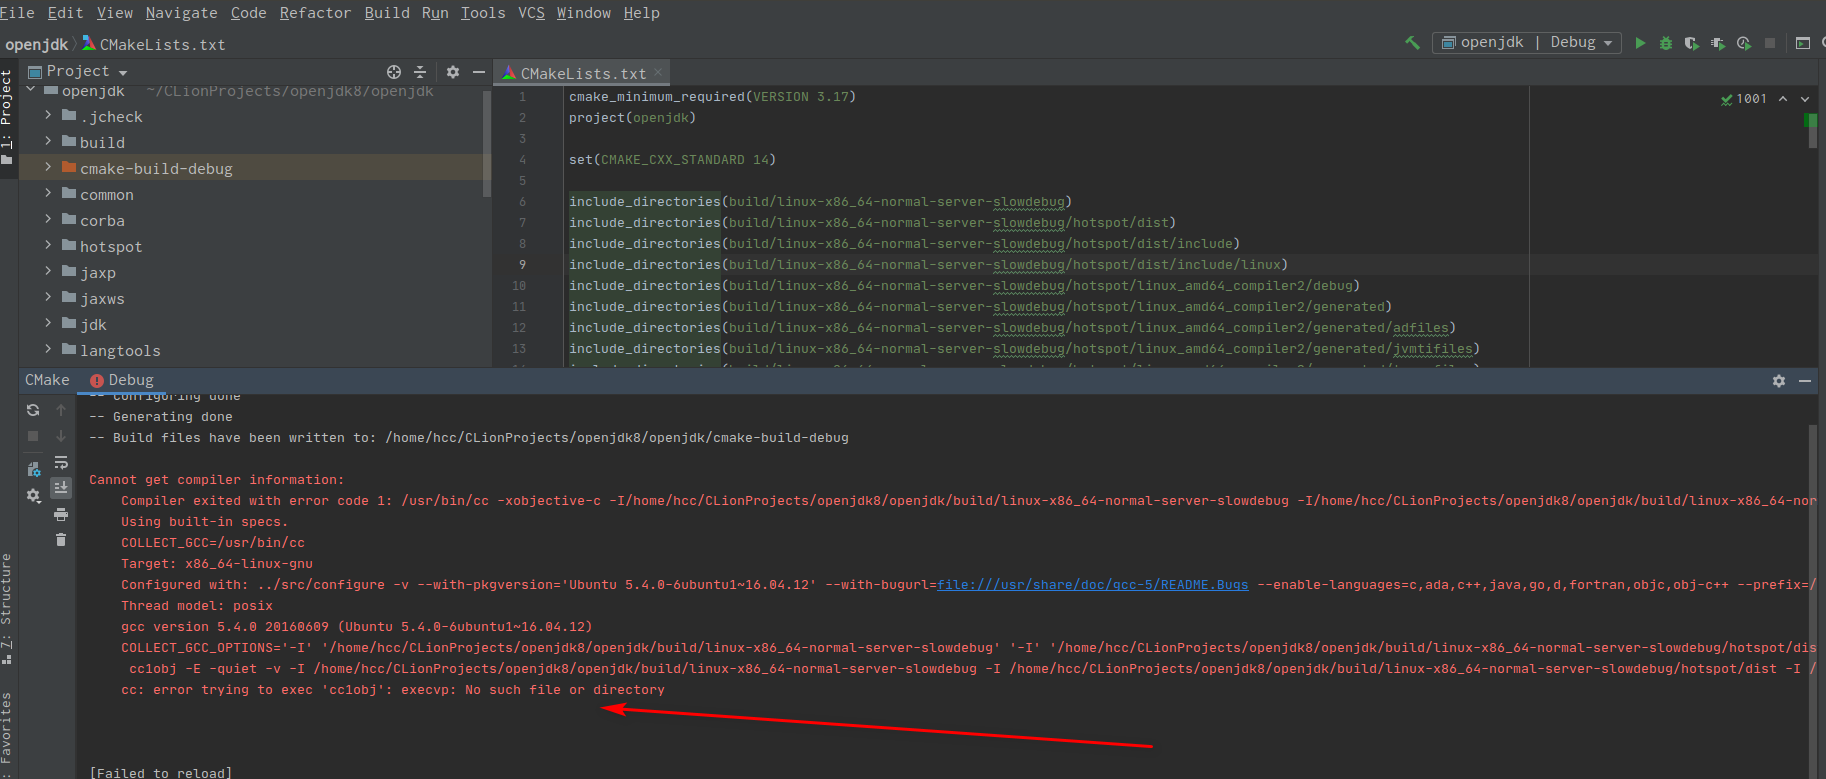 File Edit View Navigate Code Refactor Build Run Tools VCS Window Help
openjdk CMakeLists.txt
openjdk | Debug
1: Project
Project
CMakeLists.txt
openjdk ~/CLionProjects/openjdk8/openjdk
.jcheck
build
cmake-build-debug
common
corba
hotspot
jaxp
jaxws
jdk
langtools
1 cmake_minimum_required(VERSION 3.17)
2 project(openjdk)
3
4 set(CMAKE_CXX_STANDARD 14)
5
6 include_directories(build/linux-x86_64-normal-server-slowdebug)
7 include_directories(build/linux-x86_64-normal-server-slowdebug/hotspot/dist)
8 include_directories(build/linux-x86_64-normal-server-slowdebug/hotspot/dist/include)
9 include_directories(build/linux-x86_64-normal-server-slowdebug/hotspot/dist/include/linux)
10 include_directories(build/linux-x86_64-normal-server-slowdebug/hotspot/linux_amd64_compiler2/debug)
11 include_directories(build/linux-x86_64-normal-server-slowdebug/hotspot/linux_amd64_compiler2/generated)
12 include_directories(build/linux-x86_64-normal-server-slowdebug/hotspot/linux_amd64_compiler2/generated/adfiles)
13 include_directories(build/linux-x86_64-normal-server-slowdebug/hotspot/linux_amd64_compiler2/generated/jvmtifiles)
1001
CMake Debug
-- Configuring done
-- Generating done
-- Build files have been written to: /home/hcc/CLionProjects/openjdk8/openjdk/cmake-build-debug
Cannot get compiler information:
Compiler exited with error code 1: /usr/bin/cc -xobjective-c -I/home/hcc/CLionProjects/openjdk8/openjdk/build/linux-x86_64-normal-server-slowdebug -I/home/hcc/CLionProjects/openjdk8/openjdk/build/linux-x86_64-nor
Using built-in specs.
COLLECT_GCC=/usr/bin/cc
Target: x86_64-linux-gnu
Configured with: ../src/configure -v --with-pkgversion='Ubuntu 5.4.0-6ubuntu1~16.04.12' --with-bugurl=file:///usr/share/doc/gcc-5/README.Bugs --enable-languages=c,ada,c++,java,go,d,fortran,objc,obj-c++ --prefix=/
Thread model: posix
gcc version 5.4.0 20160609 (Ubuntu 5.4.0-6ubuntu1~16.04.12)
COLLECT_GCC_OPTIONS='-I' '/home/hcc/CLionProjects/openjdk8/openjdk/build/linux-x86_64-normal-server-slowdebug' '-I' '/home/hcc/CLionProjects/openjdk8/openjdk/build/linux-x86_64-normal-server-slowdebug/hotspot/dis
cc1obj -E -quiet -v -I /home/hcc/CLionProjects/openjdk8/openjdk/build/linux-x86_64-normal-server-slowdebug -I /home/hcc/CLionProjects/openjdk8/openjdk/build/linux-x86_64-normal-server-slowdebug/hotspot/dist -I /
cc: error trying to exec 'cc1obj': execvp: No such file or directory
[Failed to reload]
7: Structure
Favorites